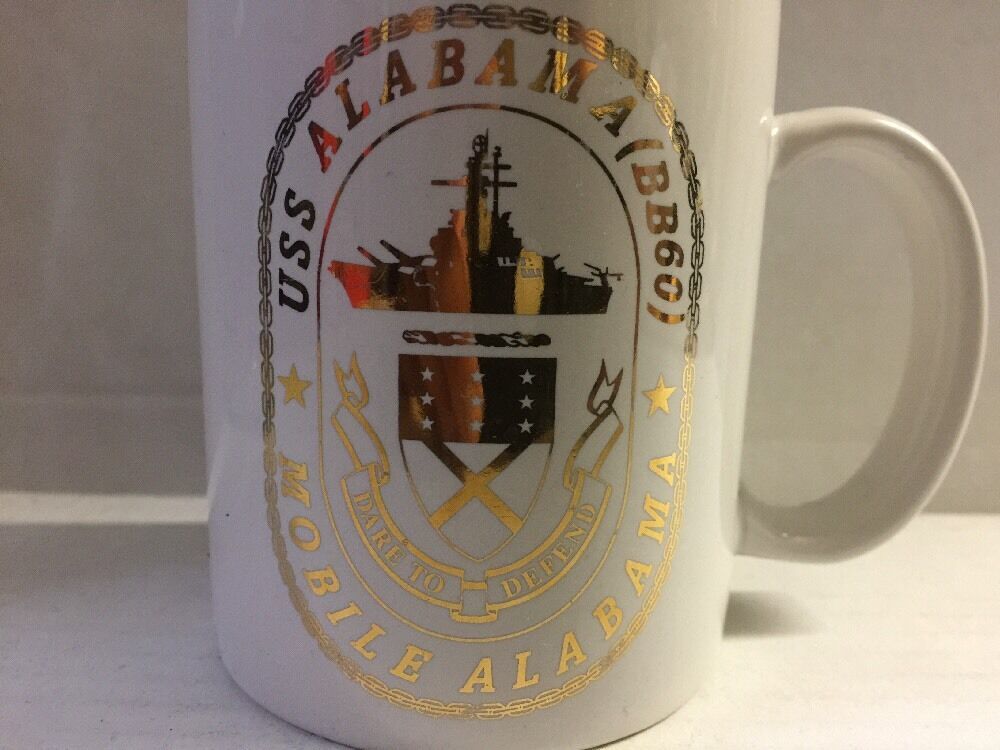 USS ALABAMA (BB60)
DARE TO DEFEND
MOBILE ALABAMA